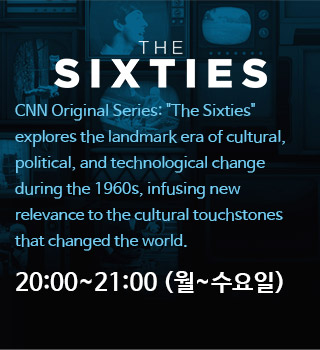 THE
SIXTIES
CNN Original Series: "The Sixties"
explores the landmark era of cultural,
political, and technological change
during the 1960s, infusing new
relevance to the cultural touchstones
that changed the world.
20:00~21:00 (월~수요일)